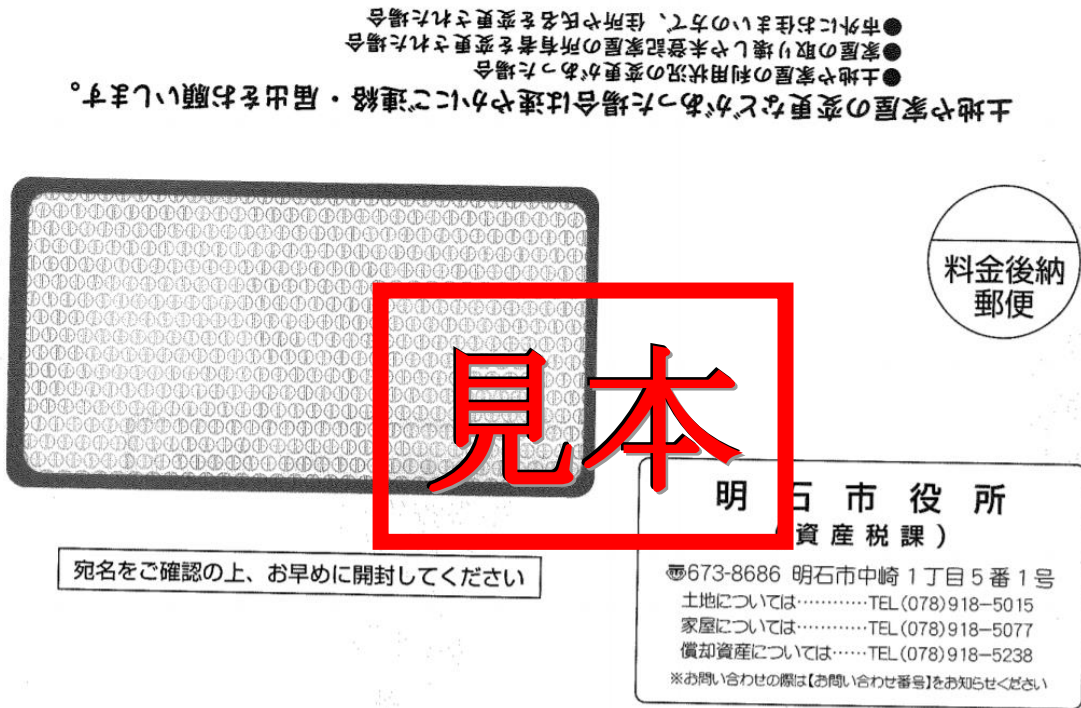 土地や家屋の変更などがあった場合は速やかにご連絡・届出をお願いします。
●土地や家屋の利用状況の変更があった場合
●家屋の取り壊しや未登記家屋の所有者を変更された場合
●市外にお住まいの方で、住所や氏名を変更された場合
料金後納
郵便
見本
明石市役所
資産税課)
〠673-8686 明石市中崎1丁目5番1号
土地については…………TEL(078)918-5015
家屋については…………TEL(078)918-5077
償却資産については……TEL(078)918-5238
※お問い合わせの際は【お問い合わせ番号】をお知らせください
宛名をご確認の上、お早めに開封してください